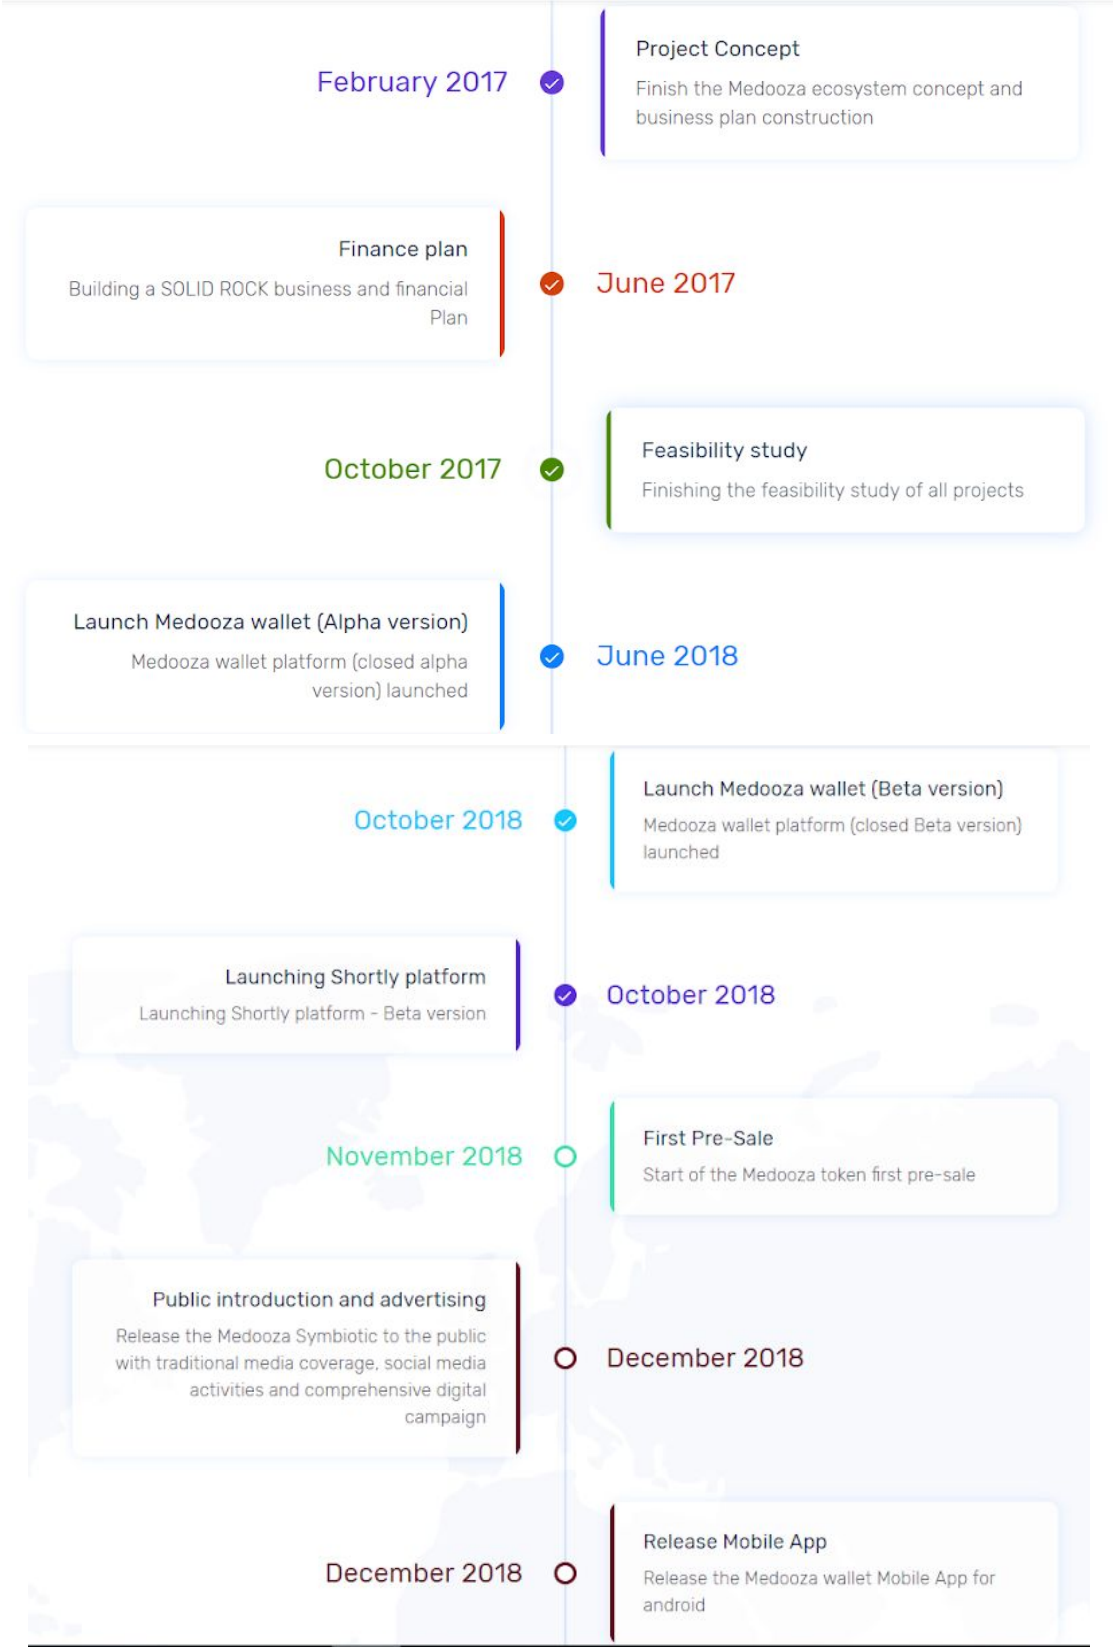 February 2017
Project Concept
Finish the Medooza ecosystem concept and
business plan construction
Finance plan
Building a SOLID ROCK business and financial
Plan
June 2017
October 2017
Feasibility study
Finishing the feasibility study of all projects
Launch Medooza wallet (Alpha version)
Medooza wallet platform (closed alpha
version) launched
June 2018
October 2018
Launch Medooza wallet (Beta version)
Medooza wallet platform (closed Beta version)
launched
Launching Shortly platform
Launching Shortly platform - Beta version
October 2018
November 2018
First Pre-Sale
Start of the Medooza token first pre-sale
Public introduction and advertising
Release the Medooza Symbiotic to the public
with traditional media coverage, social media
activities and comprehensive digital
campaign
December 2018
December 2018
Release Mobile App
Release the Medooza wallet Mobile App for
android